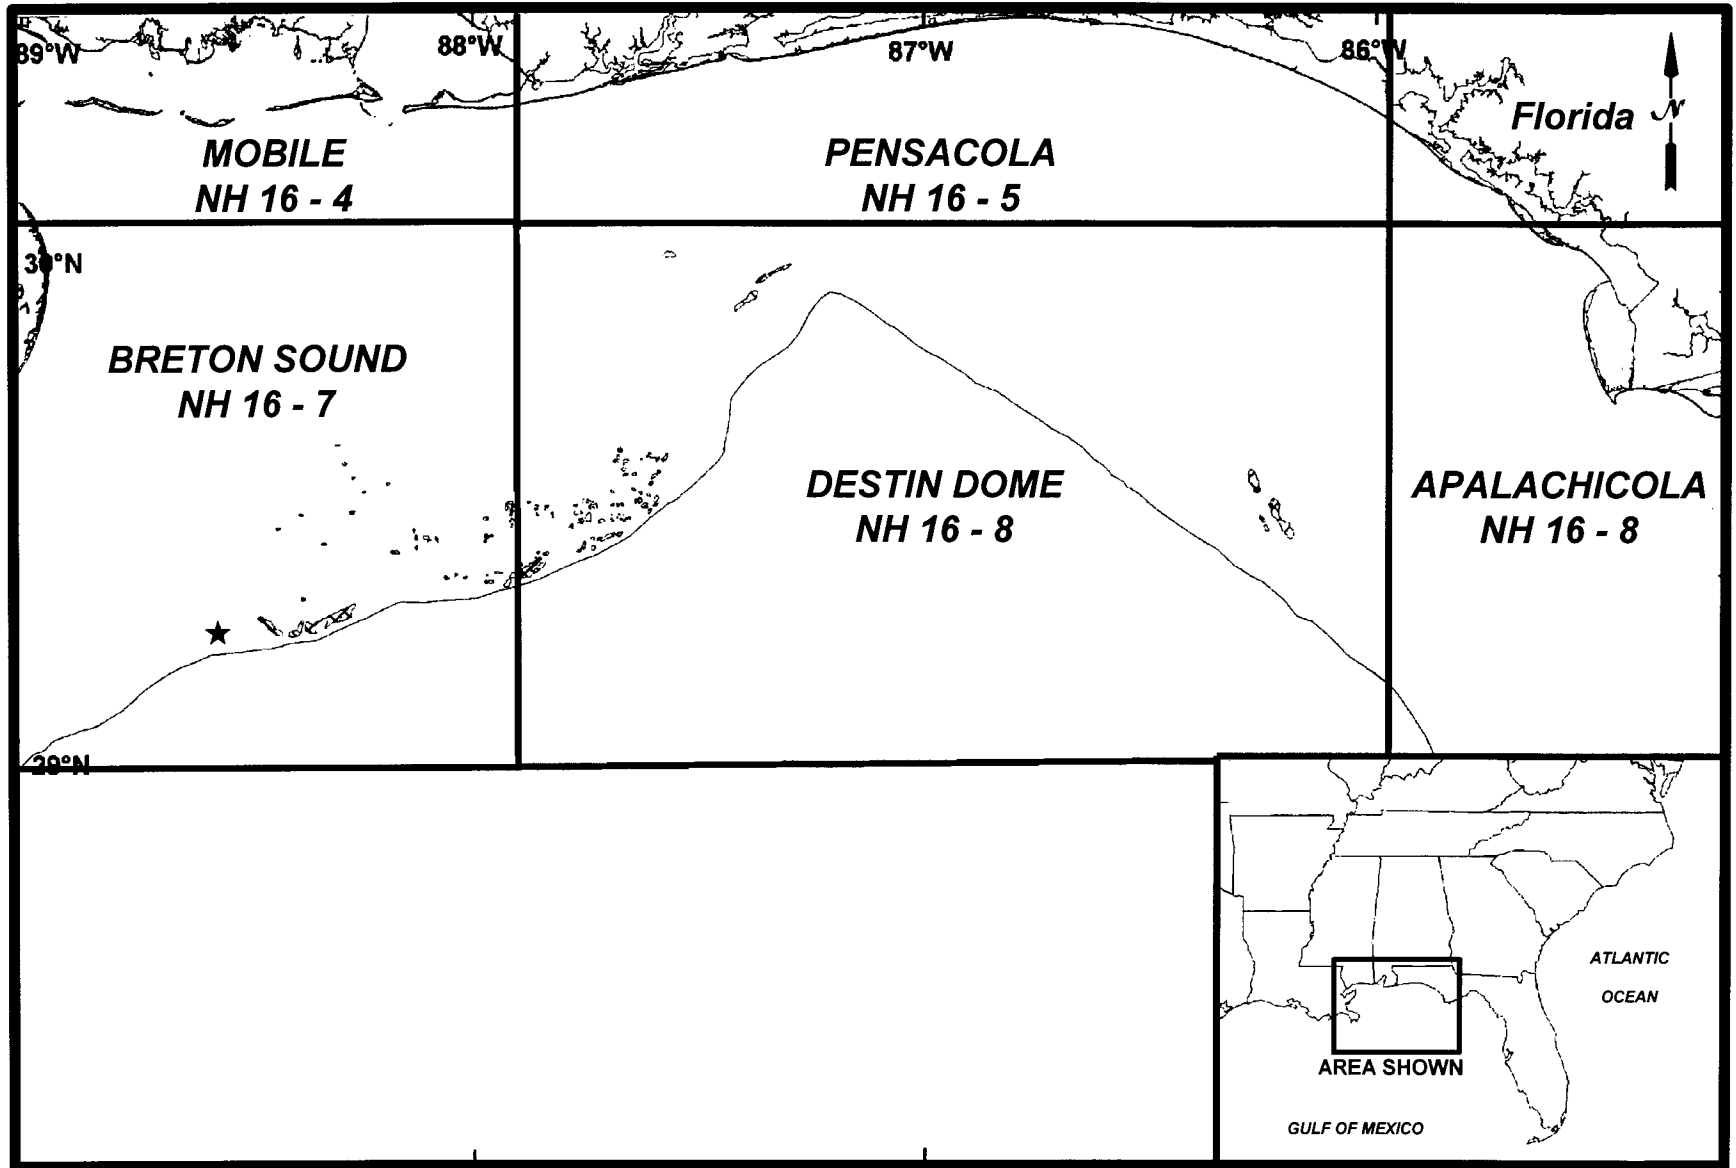 89°W
88°W
87°W
86°W
Florida
N
MOBILE
NH 16 - 4
PENSACOLA
NH 16 - 5
30°N
BRETON SOUND
NH 16 - 7
DESTIN DOME
NH 16 - 8
APALACHICOLA
NH 16 - 8
29°N
ATLANTIC
OCEAN
AREA SHOWN
GULF OF MEXICO